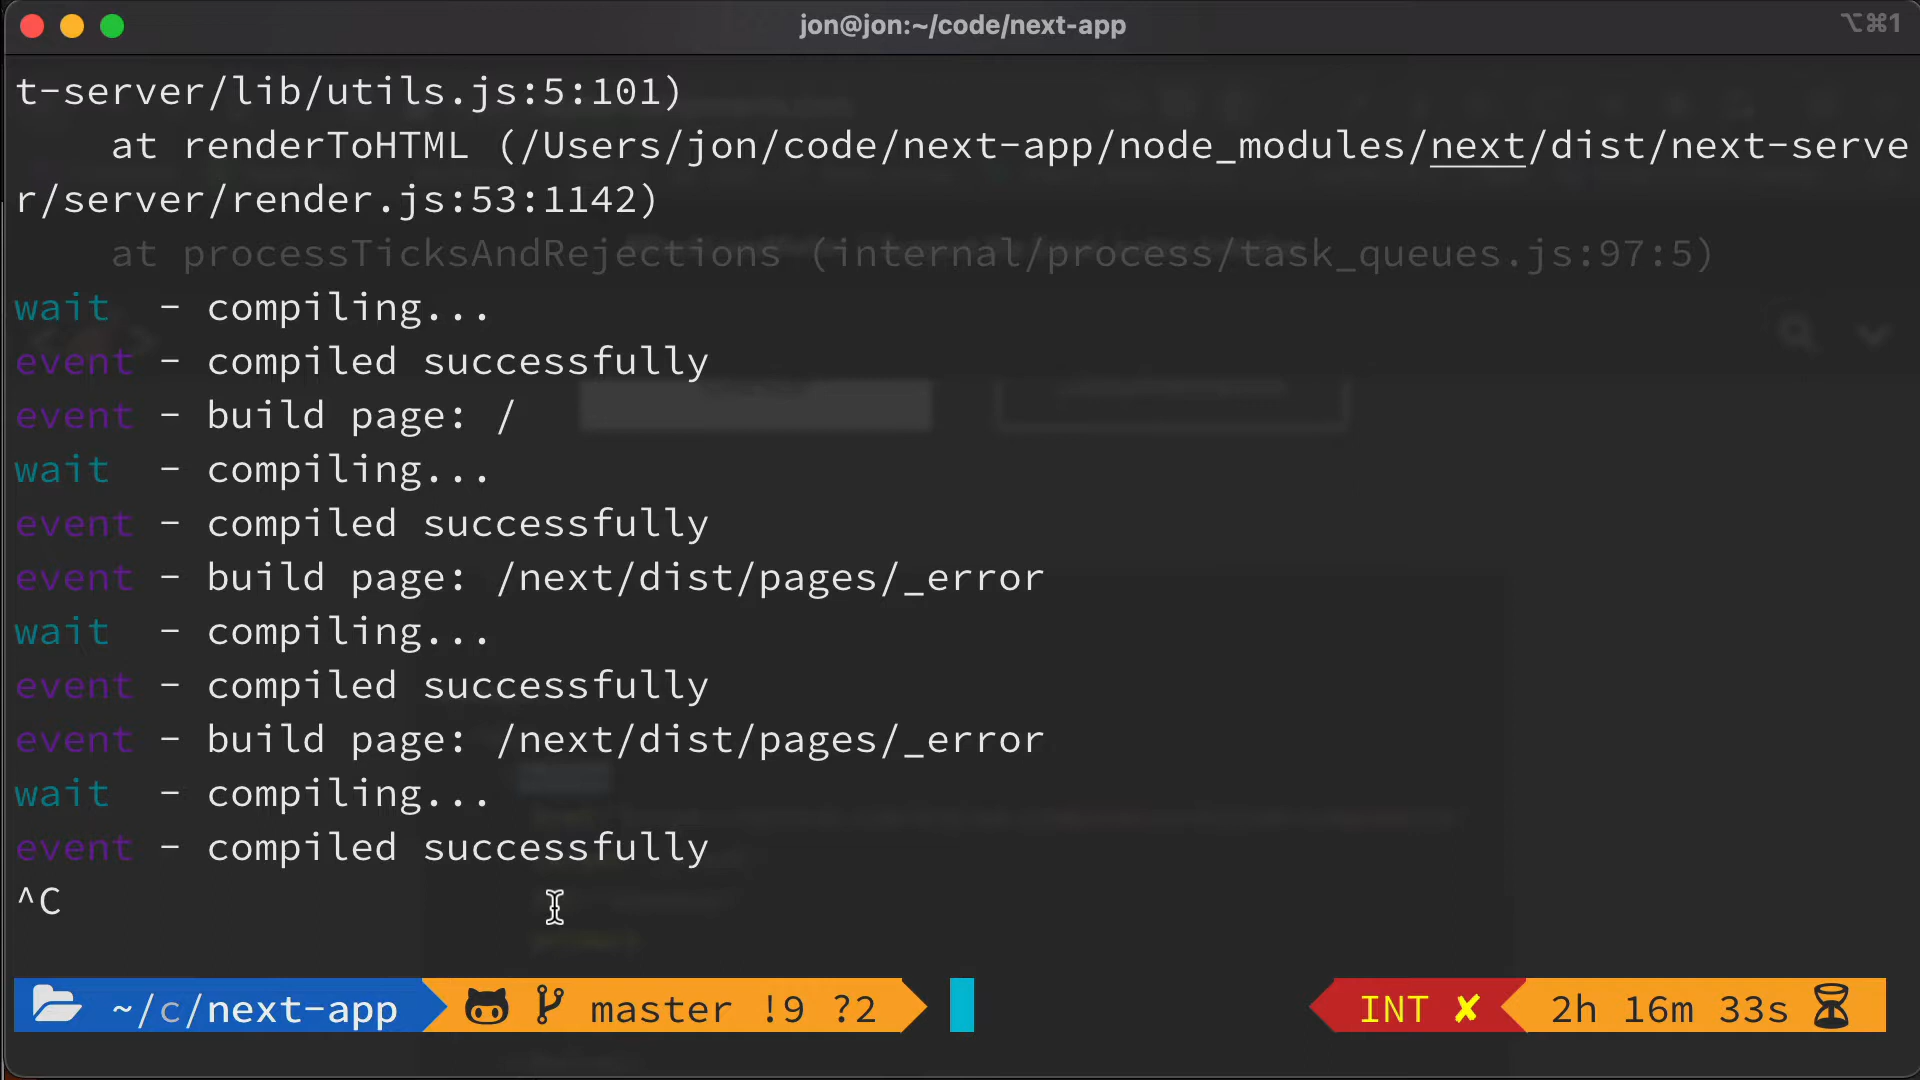 jon@jon:~/code/next-app
⌥⌘1
t-server/lib/utils.js:5:101)
    at renderToHTML (/Users/jon/code/next-app/node_modules/next/dist/next-serve
r/server/render.js:53:1142)
    at processTicksAndRejections (internal/process/task_queues.js:97:5)
wait  - compiling...
event - compiled successfully
event - build page: /
wait  - compiling...
event - compiled successfully
event - build page: /next/dist/pages/_error
wait  - compiling...
event - compiled successfully
event - build page: /next/dist/pages/_error
wait  - compiling...
event - compiled successfully
^C
~/c/next-app master !9 ?2 INT ✘ 2h 16m 33s